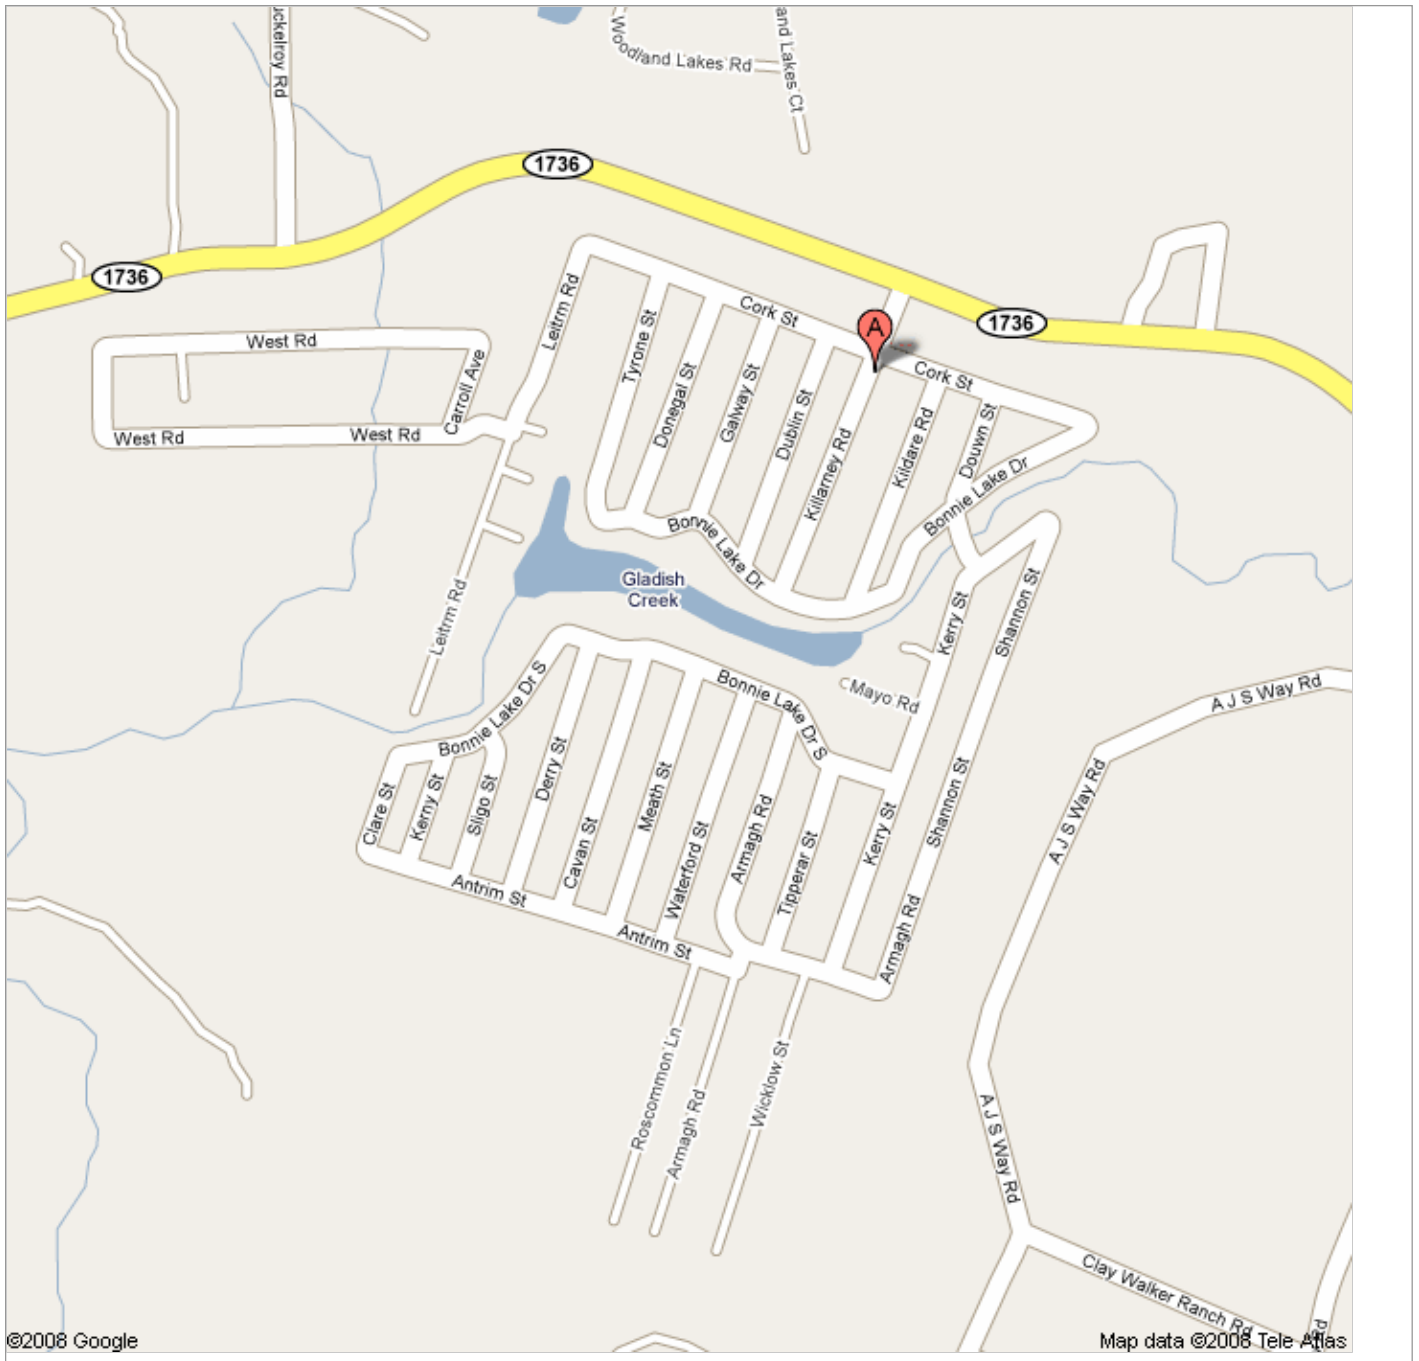 uckelroy Rd
Woodland Lakes Rd
and Lakes Ct
1736
1736
1736
Leitrm Rd
Cork St
A
West Rd
Carroll Ave
Tyrone St
Donegal St
Galway St
Dublin St
Killarney Rd
Cork St
Kildare Rd
Douwn St
West Rd
West Rd
Bonnie Lake Dr
Bonnie Lake Dr
Gladish
Creek
Leitrm Rd
Kerry St
Shannon St
Mayo Rd
A J S Way Rd
Bonnie Lake Dr S
Bonnie Lake Dr S
Clare St
Kerny St
Sligo St
Derry St
Cavan St
Meath St
Waterford St
Armagh Rd
Tipperar St
Kerry St
Shannon St
A J S Way Rd
Antrim St
Antrim St
Armagh Rd
Roscommon Ln
Armagh Rd
Wicklow St
A J S Way Rd
Clay Walker Ranch Rd
Rd
©2008 Google
Map data ©2008 Tele Atlas